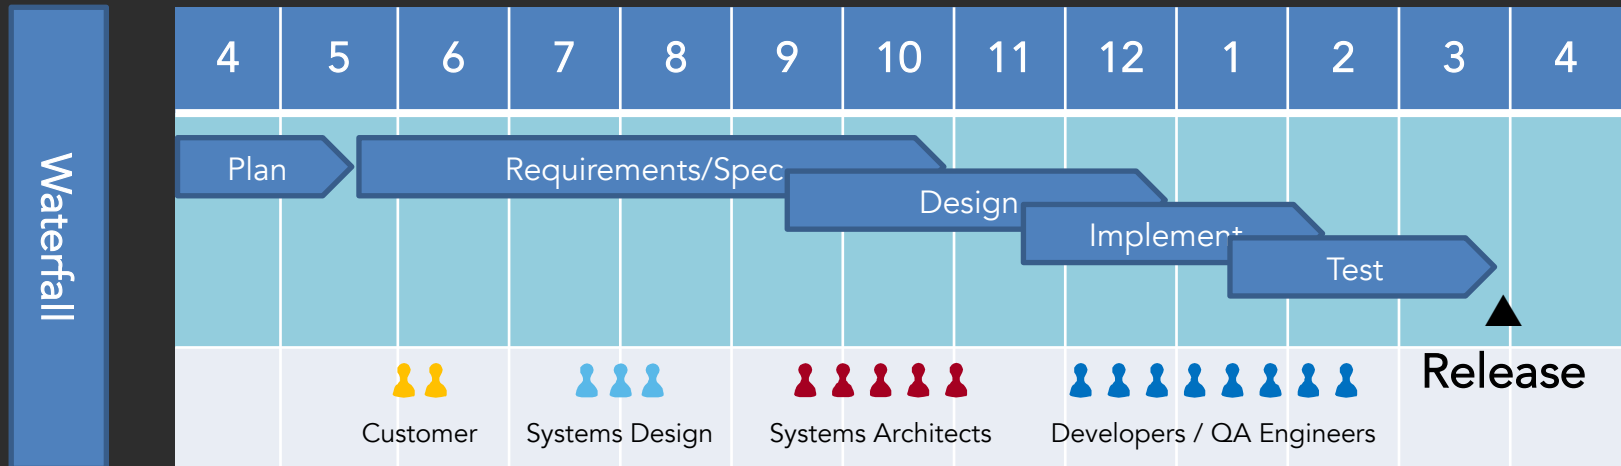 Waterfall
4 5 6 7 8 9 10 11 12 1 2 3 4
Plan
Requirements/Spec
Design
Implement
Test
Release
Customer Systems Design Systems Architects Developers / QA Engineers